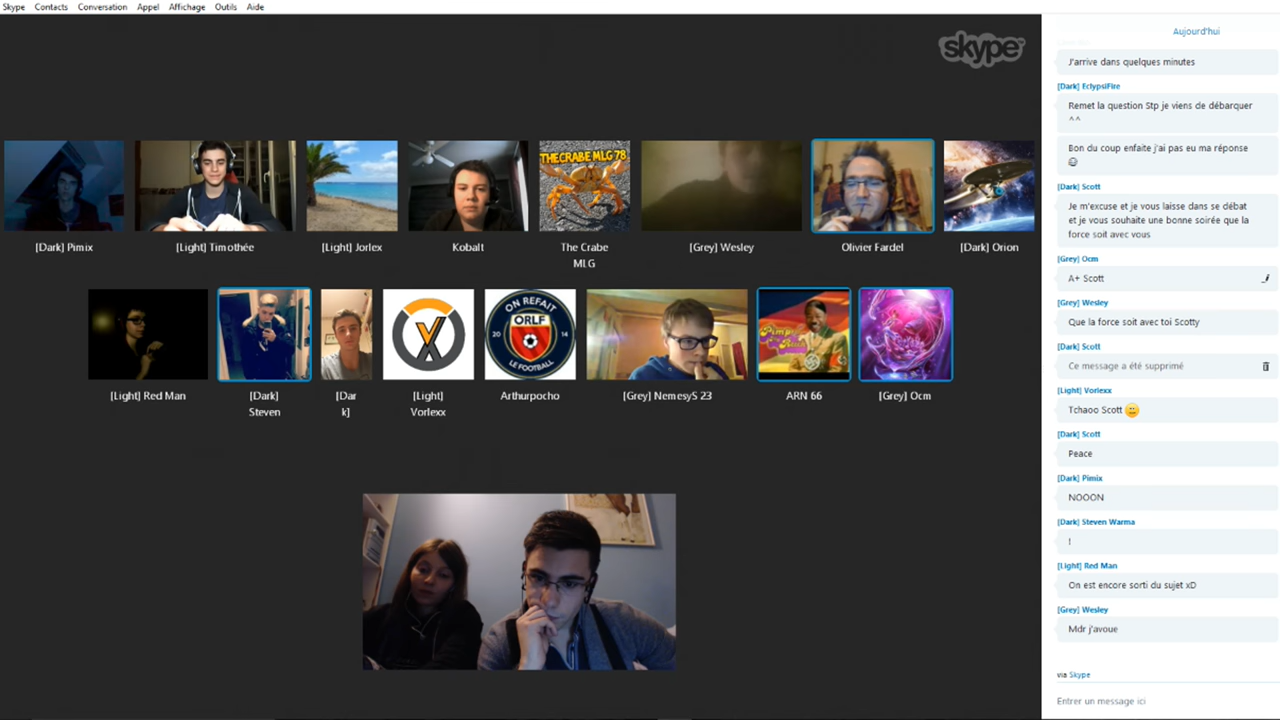 Skype Contacts Conversation Appel Affichage Outils Aide
skype
Aujourd'hui
J'arrive dans quelques minutes
[Dark] EclypsiFire
Remet la question Stp je viens de débarquer
^^
Bon du coup enfaite j'ai pas eu ma réponse
[Dark] Scott
Je m'excuse et je vous laisse dans se débat
et je vous souhaite une bonne soirée que la
force soit avec vous
[Grey] Ocm
A+ Scott
[Grey] Wesley
Que la force soit avec toi Scotty
[Dark] Scott
Ce message a été supprimé
[Light] Vorlexx
Tchaoo Scott
[Dark] Scott
Peace
[Dark] Pimix
NOOON
[Dark] Steven Warma
!
[Light] Red Man
On est encore sorti du sujet xD
[Grey] Wesley
Mdr j'avoue
via Skype
Entrer un message ici
THECRABE MLG 78
[Dark] Pimix
[Light] Timothée
[Light] Jorlex
Kobalt
The Crabe
MLG
[Grey] Wesley
Olivier Fardel
[Dark] Orion
ON REFAIT
20 ORLF 14
LE FOOTBALL
[Light] Red Man
[Dark]
Steven
[Dar
k]
[Light]
Vorlexx
Arthurpocho
[Grey] NemesyS 23
ARN 66
[Grey] Ocm